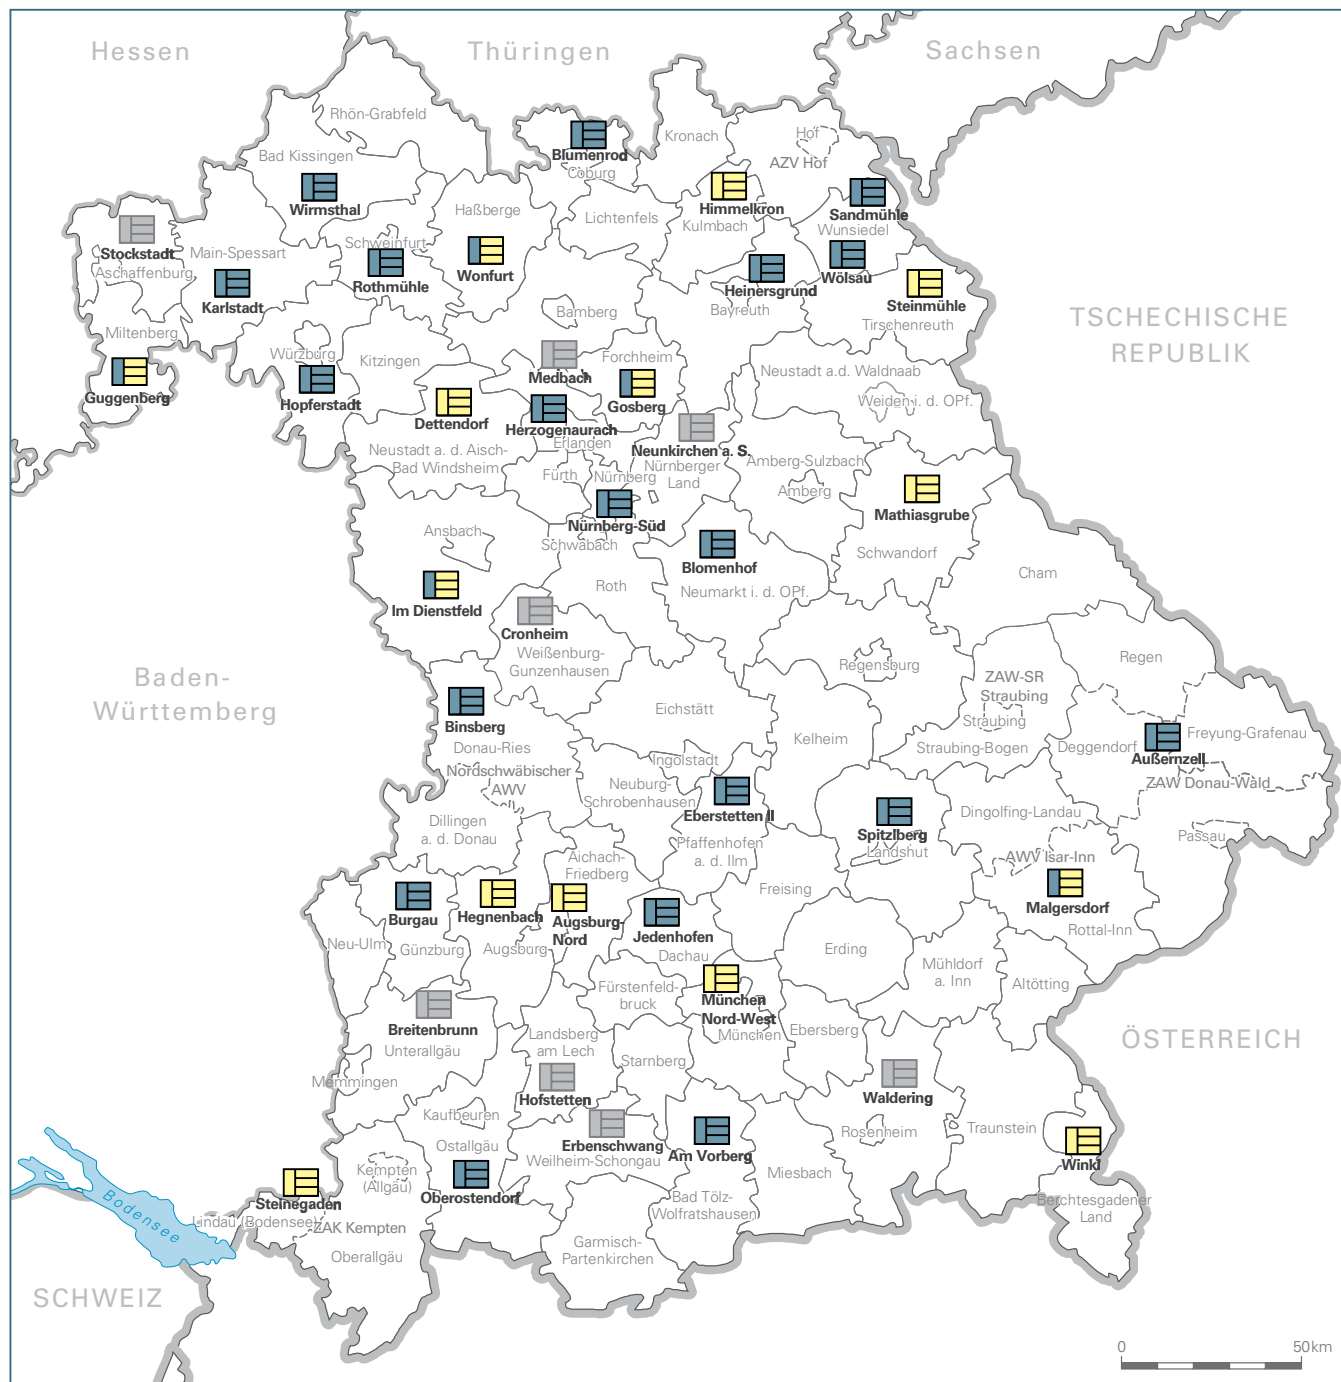 Hessen
Thüringen
Sachsen
Rhön-Grabfeld
Kronach
Hof
AZV Hof
Blumenrod
Coburg
Bad Kissingen
Wirmsthal
Himmelkron
Kulmbach
Sandmühle
Wunsiedel
Haßberge
Lichtenfels
Stockstadt
Aschaffenburg
Main-Spessart
Schweinfurt
Rothmühle
Wonfurt
Karlstadt
Heinersgrund
Bayreuth
Wölsau
Steinmühle
Tirschenreuth
Bamberg
TSCHECHISCHE
REPUBLIK
Miltenberg
Guggenberg
Würzburg
Hopferstadt
Kitzingen
Medbach
Forchheim
Gosberg
Neustadt a.d. Waldnaab
Weiden i. d. OPf.
Dettendorf
Herzogenaurach
Erlangen
Neunkirchen a. S.
Nürnberger
Land
Neustadt a. d. Aisch-
Bad Windsheim
Fürth
Nürnberg
Amberg-Sulzbach
Amberg
Mathiasgrube
Nürnberg-Süd
Schwabach
Ansbach
Blomenhof
Neumarkt i. d. OPf.
Schwandorf
Cham
Im Dienstfeld
Roth
Cronheim
Weißenburg-
Gunzenhausen
Regensburg
Regen
ZAW-SR
Straubing
Straubing
Straubing-Bogen
Baden-
Württemberg
Binsberg
Donau-Ries
Nordschwäbischer
AWV
Eichstätt
Kelheim
Deggendorf
Außernzell
Freyung-Grafenau
ZAW Donau-Wald
Ingolstadt
Neuburg-
Schrobenhausen
Eberstetten II
Pfaffenhofen
a. d. Ilm
Spitzlberg
Landshut
Dingolfing-Landau
Passau
Dillingen
a. d. Donau
Aichach-
Friedberg
AWV Isar-Inn
Malgersdorf
Rottal-Inn
Freising
Burgau
Hegnenbach
Augsburg-
Nord
Jedenhofen
Dachau
Neu-Ulm
Günzburg
Augsburg
Erding
Mühldorf
a. Inn
Altötting
Fürstenfeld-
bruck
München
Nord-West
München
Ebersberg
Breitenbrunn
Unterallgäu
Landsberg
am Lech
Starnberg
ÖSTERREICH
Memmingen
Hofstetten
Waldering
Rosenheim
Traunstein
Kaufbeuren
Ostallgäu
Erbenschwang
Weilheim-Schongau
Am Vorberg
Miesbach
Winkl
Berchtesgadener
Land
Kempten
(Allgäu)
Steinegaden
Lindau (Bodensee)
ZAK Kempten
Oberallgäu
Oberostendorf
Bad Tölz-
Wolfratshausen
Garmisch-
Partenkirchen
Bodensee
SCHWEIZ
0
50 km